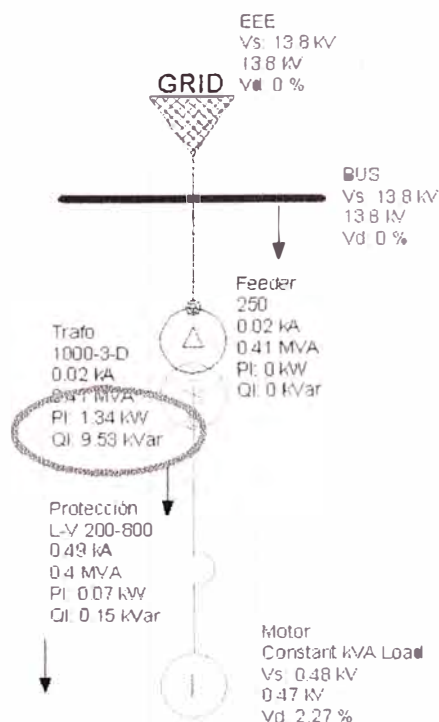 EEE
Vs: 13.8 kV
13.8 kV
Vd: 0 %
GRID
BUS
Vs: 13.8 kV
13.8 kV
Vd: 0 %
Feeder
250
0.02 kA
0.41 MVA
Pl: 0 kW
Ql: 0 kVar
Trafo
1000-3-D
0.02 kA
0.41 MVA
Pl: 1.34 kW
Ql: 9.53 kVar
Protección
L-V 200-800
0.49 kA
0.4 MVA
Pl: 0.07 kW
Ql: 0.15 kVar
Motor
Constant kVA Load
Vs: 0.48 kV
0.47 kV
Vd: 2.27 %